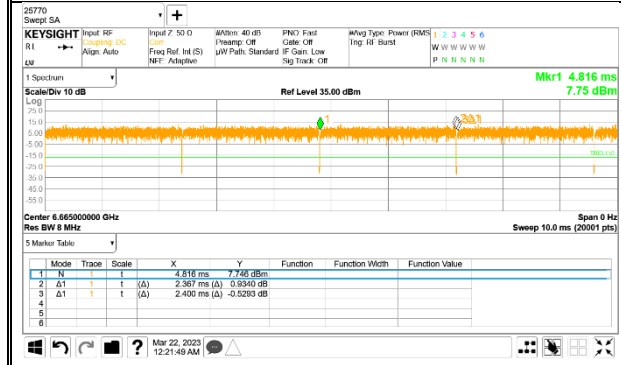 25770
Swept SA
+
KEYSIGHT Input: RF Input Z: 50 Ω #Atten: 40 dB PNO: Fast #Avg Type: Power (RMS 1 2 3 4 5 6
RL Coupling: DC Corr Preamp: Off Gate: Off Trig: RF Burst W W W W W W
Align: Auto Freq Ref: Int (S) µW Path: Standard IF Gain: Low
NFE: Adaptive Sig Track: Off P N N N N N
1 Spectrum Mkr1 4.816 ms
Scale/Div 10 dB Ref Level 35.00 dBm 7.75 dBm
Log
25.0
15.0
5.00
-5.00
-15.0
-25.0
-35.0
-45.0
-55.0
1
3Δ1
Center 6.665000000 GHz Span 0 Hz
Res BW 8 MHz Sweep 10.0 ms (20001 pts)
5 Marker Table
Mode Trace Scale X Y Function Function Width Function Value
1 N 1 t 4.816 ms 7.746 dBm
2 Δ1 1 t (Δ) 2.367 ms (Δ) 0.9340 dB
3 Δ1 1 t (Δ) 2.400 ms (Δ) -0.5293 dB
4
5
6
? Mar 22, 2023
12:21:49 AM